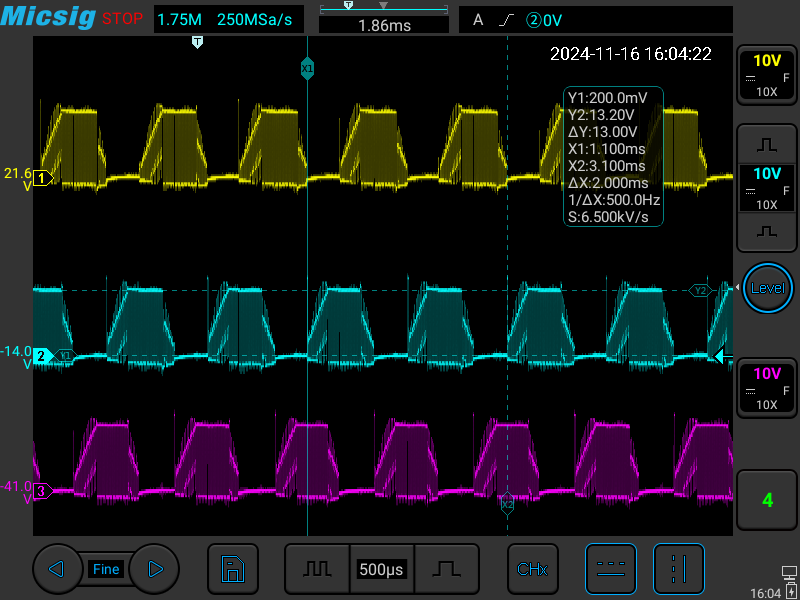 Micsig STOP 1.75M 250MSa/s T 1.86ms A ②0V
T X1 2024-11-16 16:04:22
10V
F
10X
Y1:200.0mV
Y2:13.20V
ΔY:13.00V
X1:1.100ms
X2:3.100ms
ΔX:2.000ms
1/ΔX:500.0Hz
S:6.500kV/s
21.6
V 1
10V
F
10X
Y2
Level
-14.0
V 2 Y1
10V
F
10X
-41.0
V 3
X2
4
Fine 500μs CHx
16:04